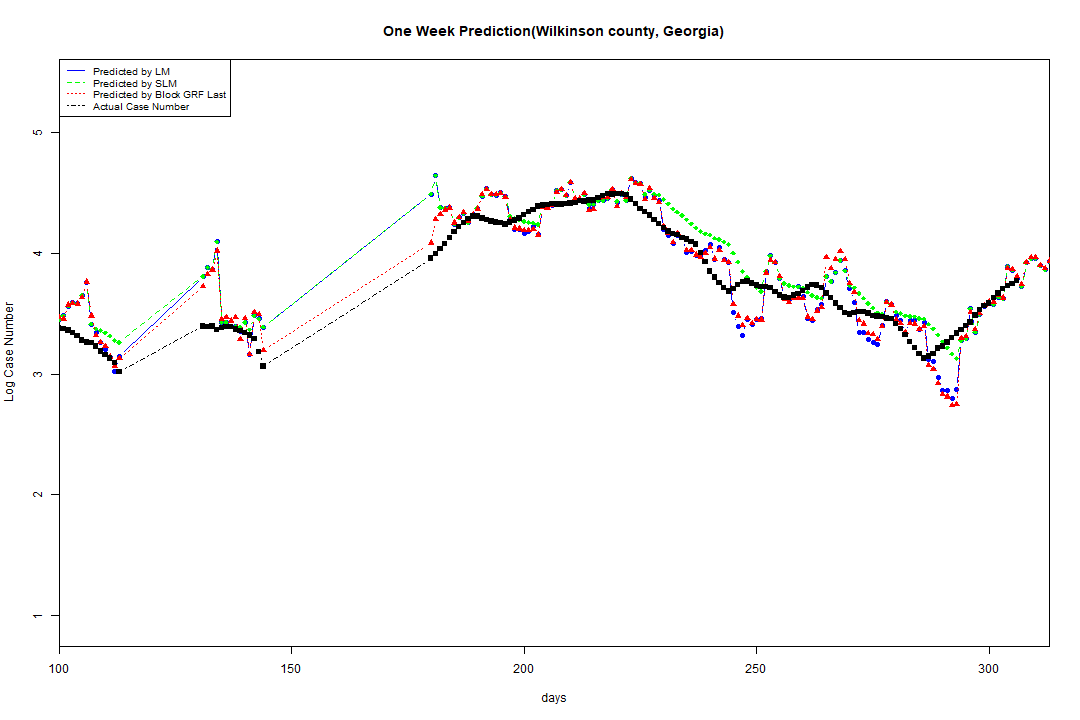 One Week Prediction(Wilkinson county, Georgia)
Predicted by LM
Predicted by SLM
Predicted by Block GRF Last
Actual Case Number
5
4
3
2
1
Log Case Number
100 150 200 250 300
days